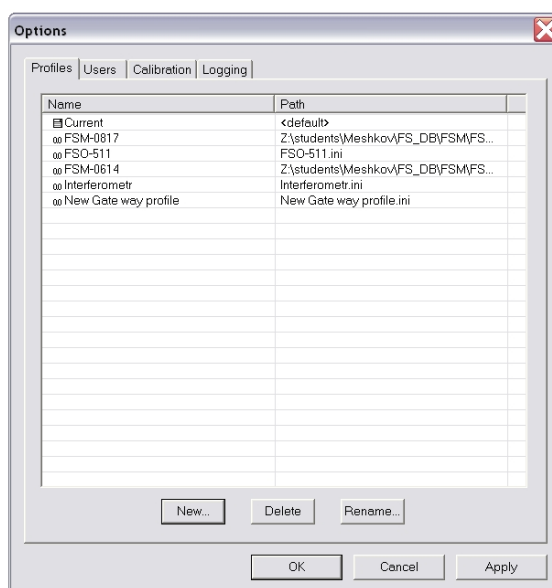 Options
Profiles Users Calibration Logging
Name Path
Current <default>
FSM-0817 Z:\students\Meshkov\FS_DB\FSM\FS...
FSO-511 FSO-511.ini
FSM-0614 Z:\students\Meshkov\FS_DB\FSM\FS...
Interferometr Interferometr.ini
New Gate way profile New Gate way profile.ini
New... Delete Rename...
OK Cancel Apply